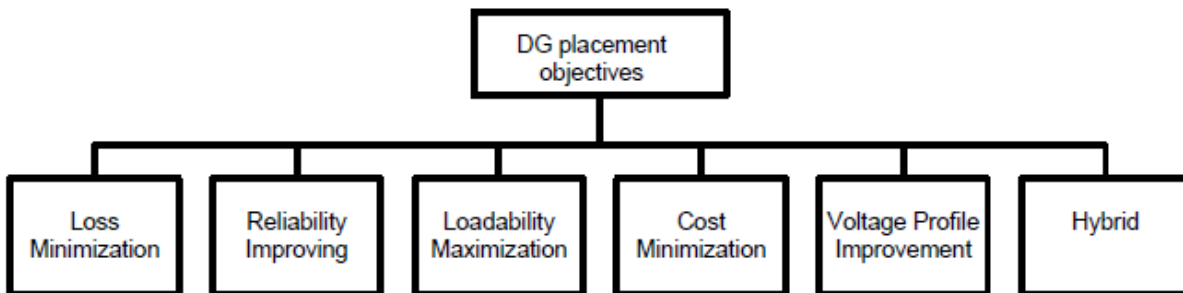 DG placement
objectives
Loss
Minimization
Reliability
Improving
Loadability
Maximization
Cost
Minimization
Voltage Profile
Improvement
Hybrid